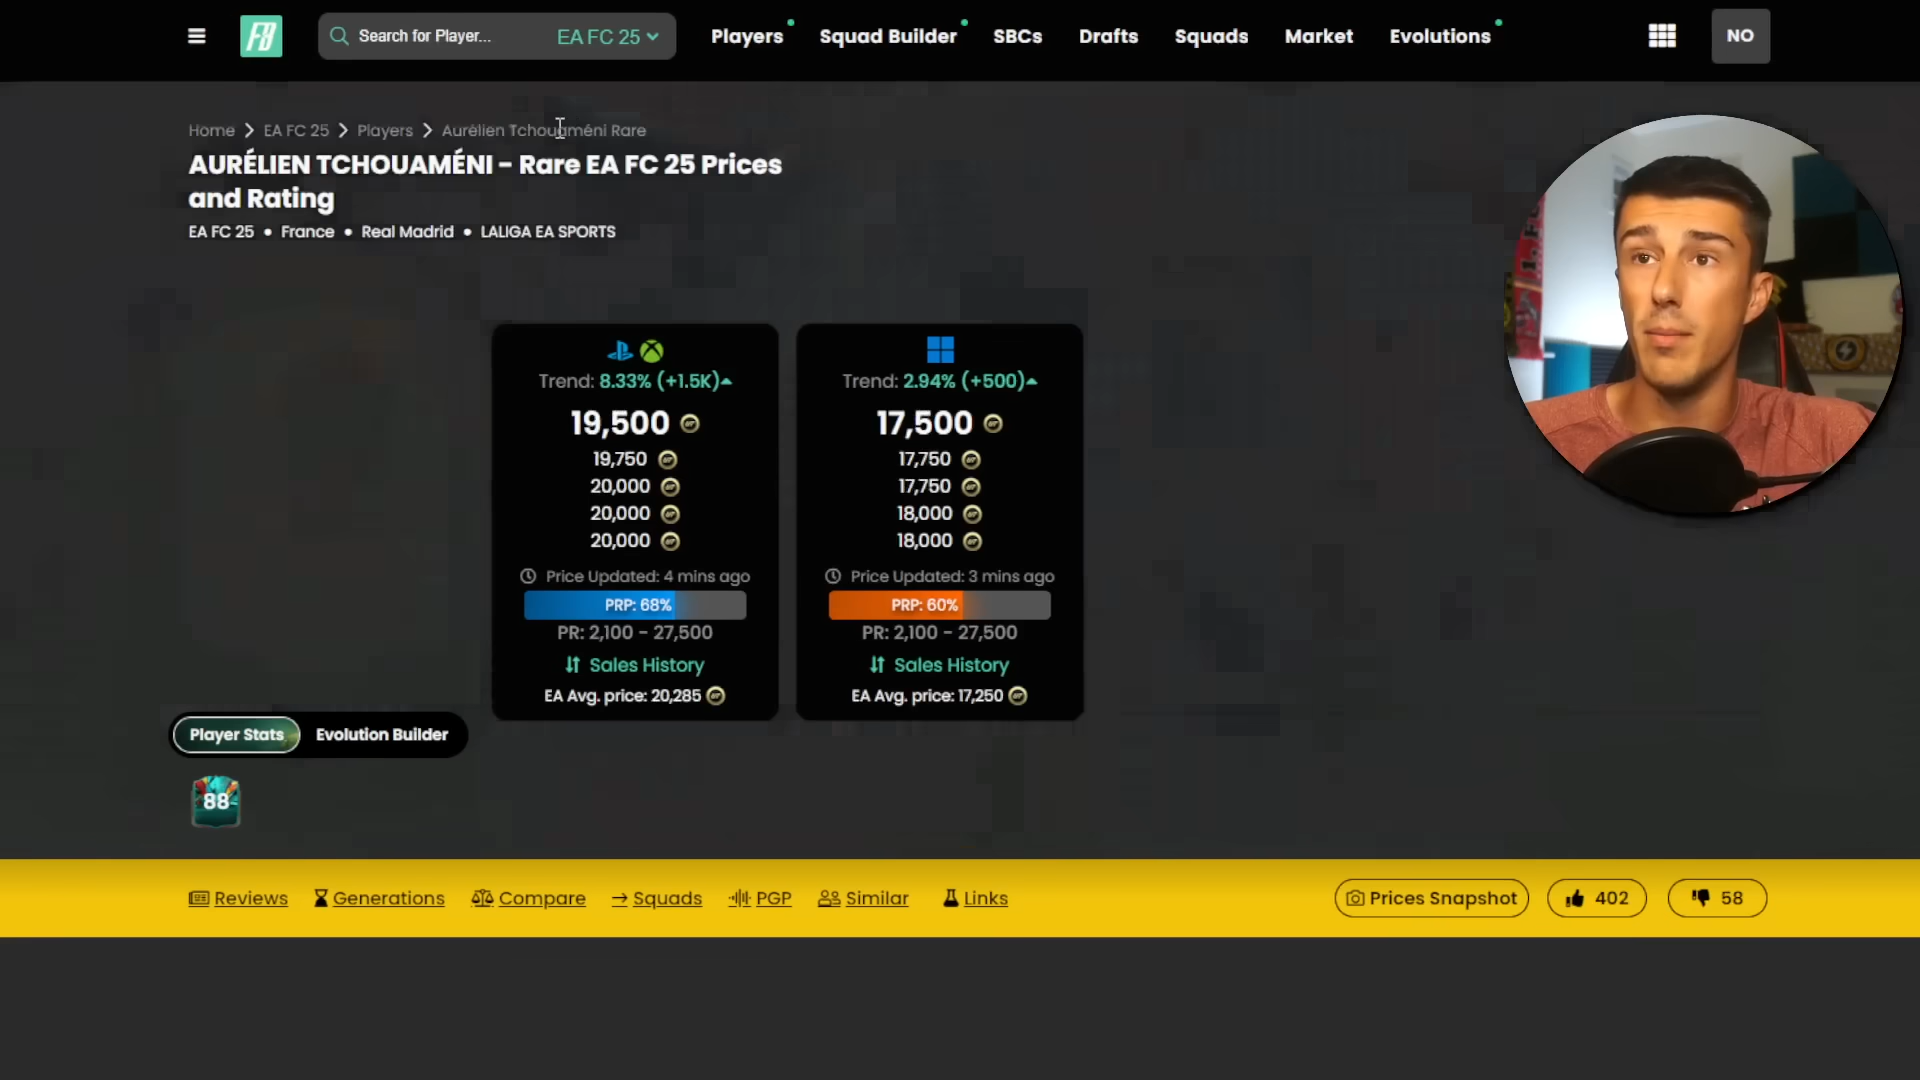 Search for Player...
EA FC 25
Players
Squad Builder
SBCs
Drafts
Squads
Market
Evolutions
NO
Home > EA FC 25 > Players > Aurélien Tchouaméni Rare
AURÉLIEN TCHOUAMÉNI - Rare EA FC 25 Prices
and Rating
EA FC 25 • France • Real Madrid • LALIGA EA SPORTS
Trend: 8.33% (+1.5K)
19,500
19,750
20,000
20,000
20,000
Price Updated: 4 mins ago
PRP: 68%
PR: 2,100 - 27,500
Sales History
EA Avg. price: 20,285
Trend: 2.94% (+500)
17,500
17,750
17,750
18,000
18,000
Price Updated: 3 mins ago
PRP: 60%
PR: 2,100 - 27,500
Sales History
EA Avg. price: 17,250
Player Stats
Evolution Builder
88
Reviews
Generations
Compare
Squads
PGP
Similar
Links
Prices Snapshot
402
58